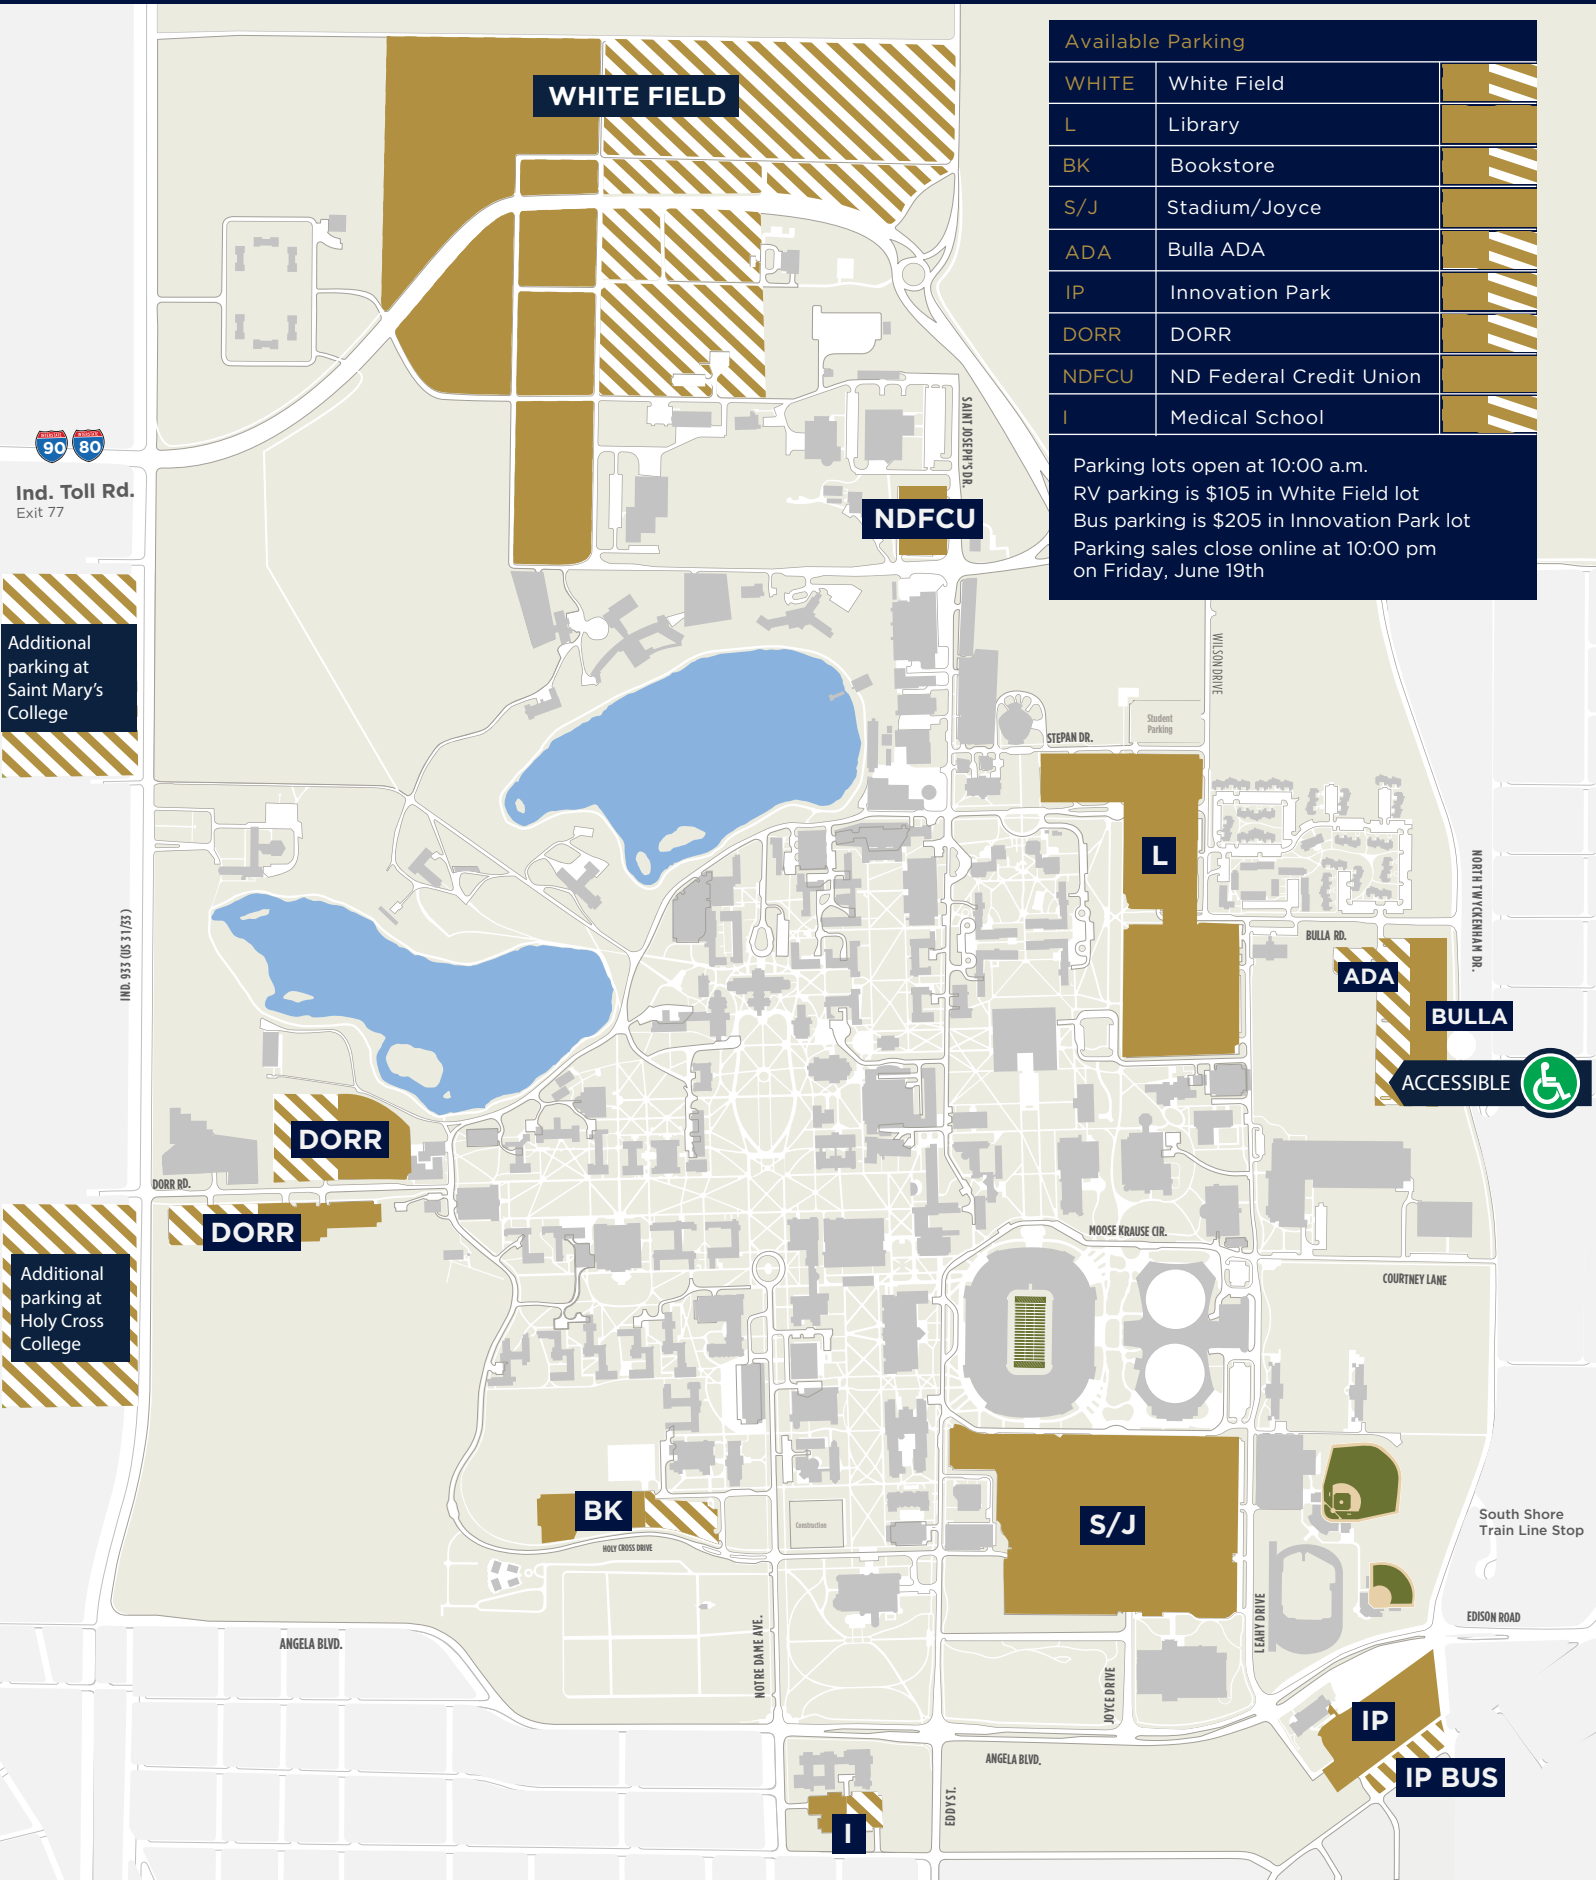 Available Parking
WHITE White Field
L Library
BK Bookstore
S/J Stadium/Joyce
ADA Bulla ADA
IP Innovation Park
DORR DORR
NDFCU ND Federal Credit Union
I Medical School
Parking lots open at 10:00 a.m.
RV parking is $105 in White Field lot
Bus parking is $205 in Innovation Park lot
Parking sales close online at 10:00 pm
on Friday, June 19th
WHITE FIELD
90 80
Ind. Toll Rd.
Exit 77
SAINT JOSEPH'S DR.
NDFCU
Additional
parking at
Saint Mary's
College
WILSON DRIVE
Student
Parking
STEPAN DR.
L
NORTH TWYCKENHAM DR.
IND. 933 (US 31/33)
BULLA RD.
ADA
BULLA
ACCESSIBLE
DORR
DORR RD.
DORR
MOOSE KRAUSE CIR.
COURTNEY LANE
Additional
parking at
Holy Cross
College
BK
Construction
HOLY CROSS DRIVE
S/J
South Shore
Train Line Stop
LEAHY DRIVE
EDISON ROAD
ANGELA BLVD.
NOTRE DAME AVE.
JOYCE DRIVE
IP
ANGELA BLVD.
IP BUS
EDDY ST.
I